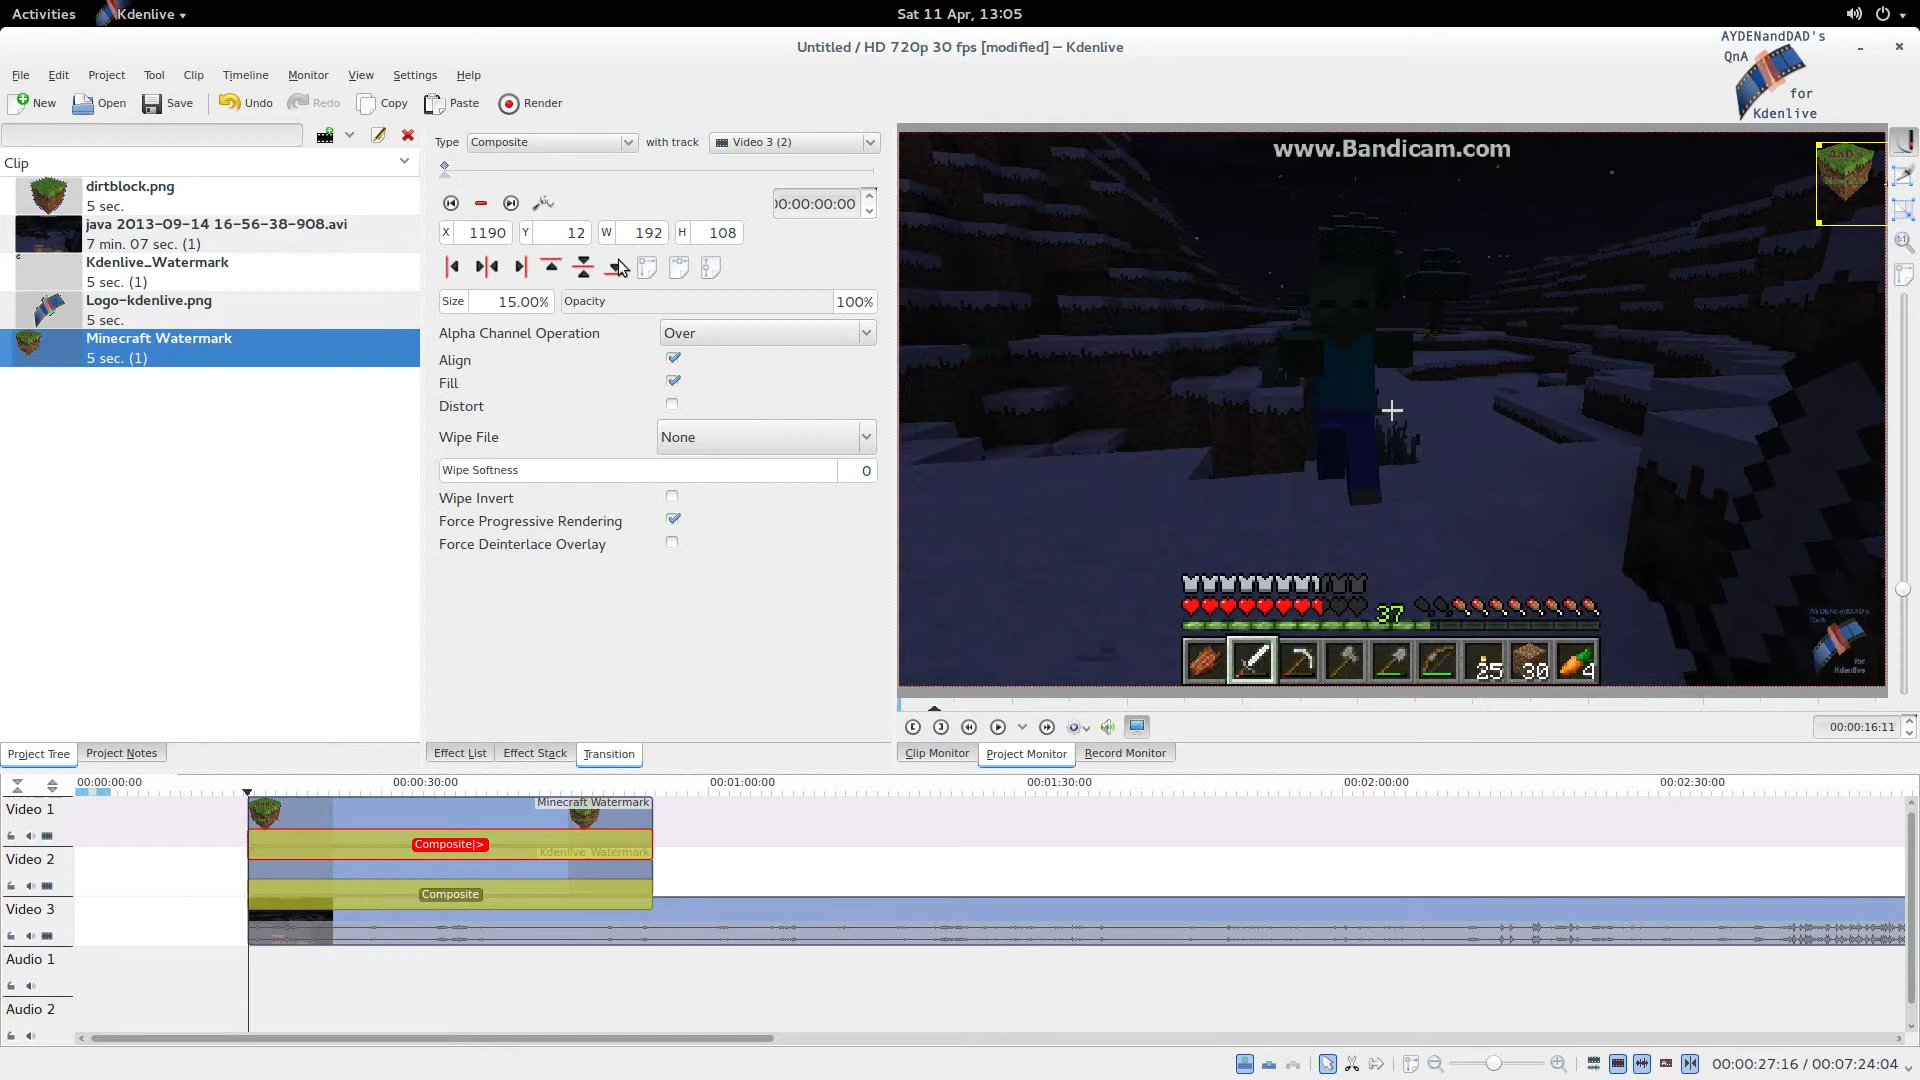 Activities
Kdenlive
Sat 11 Apr, 13:05
Untitled / HD 720p 30 fps [modified] — Kdenlive
AYDENandDAD's
QnA
for
Kdenlive
File Edit Project Tool Clip Timeline Monitor View Settings Help
New Open Save Undo Redo Copy Paste Render
Clip
dirtblock.png
5 sec.
java 2013-09-14 16-56-38-908.avi
7 min. 07 sec. (1)
Kdenlive_Watermark
5 sec. (1)
Logo-kdenlive.png
5 sec.
Minecraft Watermark
5 sec. (1)
Type Composite with track Video 3 (2)
00:00:00:00
X 1190 Y 12 W 192 H 108
Size 15.00% Opacity 100%
Alpha Channel Operation Over
Align
Fill
Distort
Wipe File None
Wipe Softness 0
Wipe Invert
Force Progressive Rendering
Force Deinterlace Overlay
www.Bandicam.com
37
25 30 4
AYDENandDAD's
QnA
for
Kdenlive
00:00:16:11
Project Tree Project Notes
Effect List Effect Stack Transition
Clip Monitor Project Monitor Record Monitor
00:00:00:00 00:00:30:00 00:01:00:00 00:01:30:00 00:02:00:00 00:02:30:00
Video 1
Minecraft Watermark
Composite|>
Kdenlive Watermark
Video 2
Composite
Video 3
Audio 1
Audio 2
00:00:27:16 / 00:07:24:04